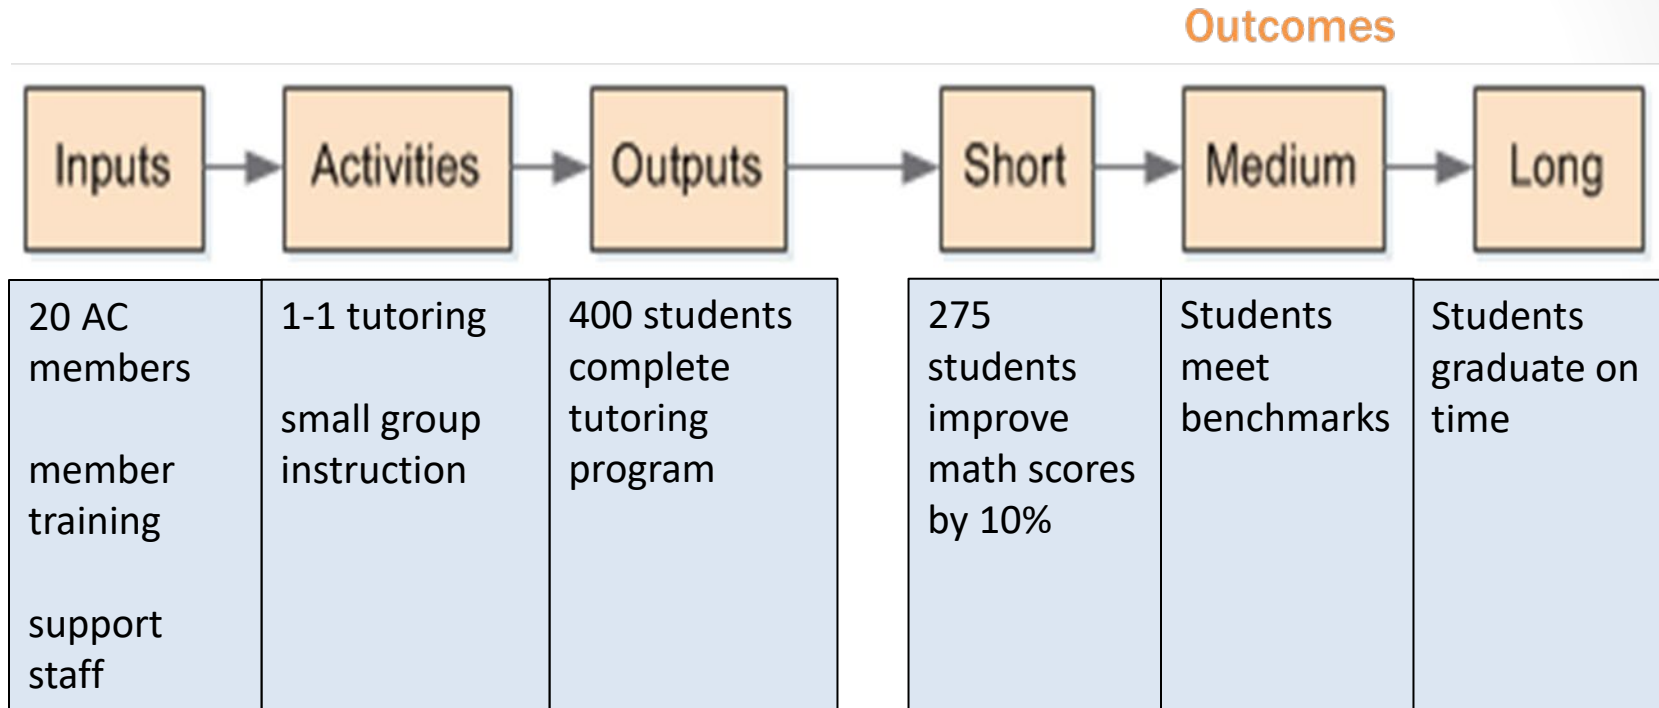 Outcomes
Inputs
Activities
Outputs
Short
Medium
Long
20 AC
members
member
training
support
staff
1-1 tutoring
small group
instruction
400 students
complete
tutoring
program
275
students
improve
math scores
by 10%
Students
meet
benchmarks
Students
graduate on
time